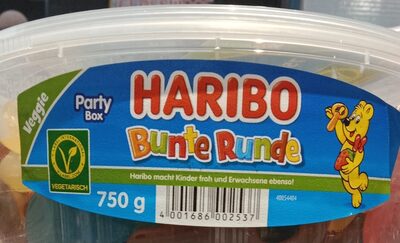 Veggie
Party
Box
HARIBO
Bunte Runde
Haribo macht Kinder froh und Erwachsene ebenso!
VEGETARISCH
750 g
4 001686 002537